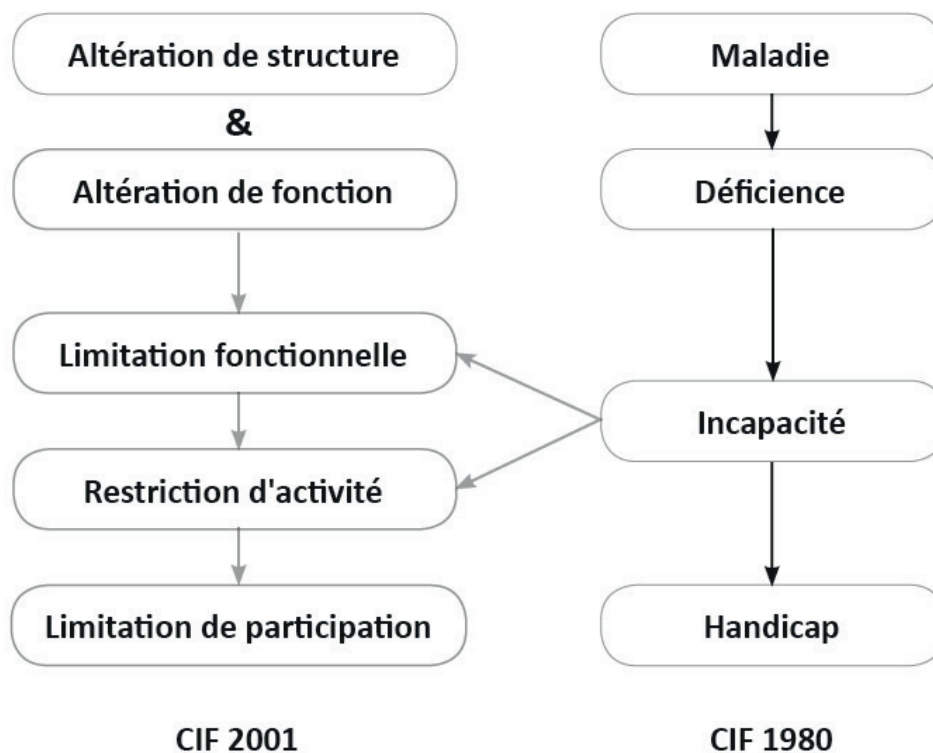 Altération de structure
&
Altération de fonction
Limitation fonctionnelle
Restriction d'activité
Limitation de participation
CIF 2001
Maladie
Déficience
Incapacité
Handicap
CIF 1980